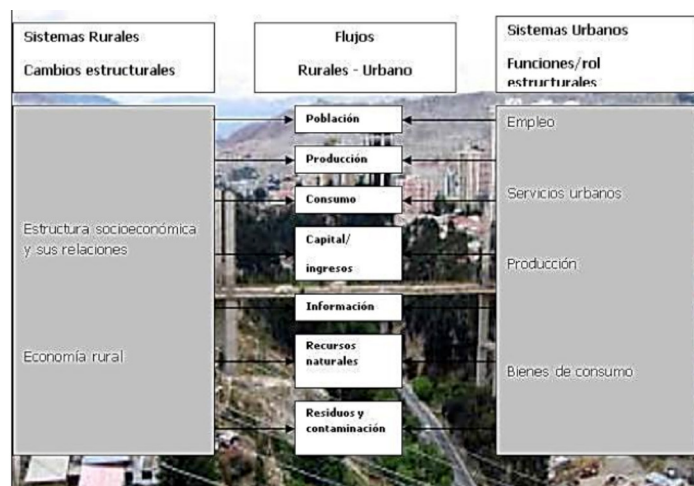 Sistemas Rurales
Cambios estructurales
Flujos
Rurales - Urbano
Sistemas Urbanos
Funciones/rol
estructurales
Estructura socioeconómica
y sus relaciones
Economía rural
Población
Producción
Consumo
Capital/
ingresos
Información
Recursos
naturales
Residuos y
contaminación
Empleo
Servicios urbanos
Producción
Bienes de consumo